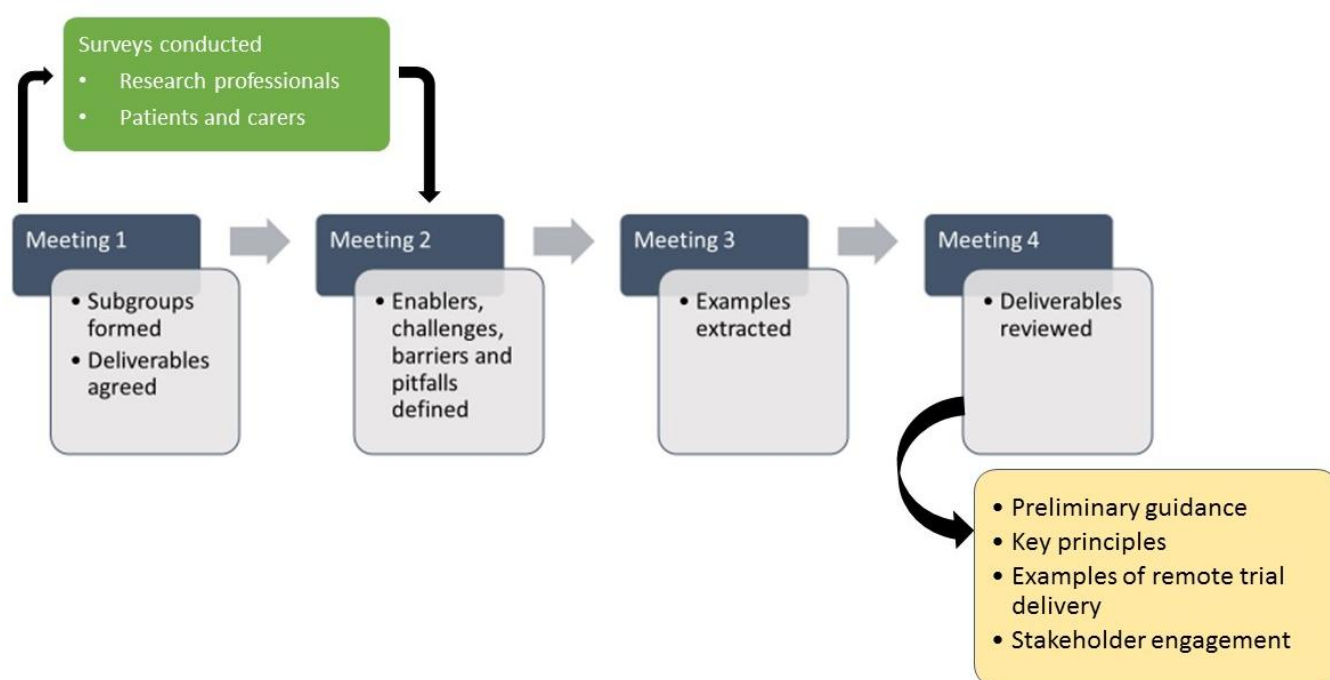 Surveys conducted
• Research professionals
• Patients and carers
Meeting 1
• Subgroups
formed
• Deliverables
agreed
Meeting 2
• Enablers,
challenges,
barriers and
pitfalls
defined
Meeting 3
• Examples
extracted
Meeting 4
• Deliverables
reviewed
• Preliminary guidance
• Key principles
• Examples of remote trial
delivery
• Stakeholder engagement